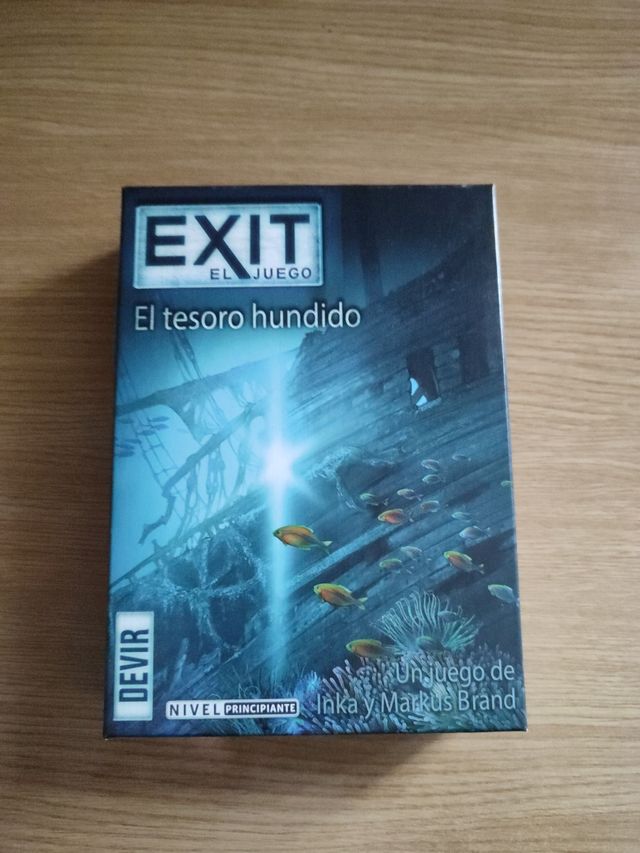 EXIT
EL JUEGO
El tesoro hundido
DEVIR
NIVEL PRINCIPIANTE
Un juego de
Inka y Markus Brand